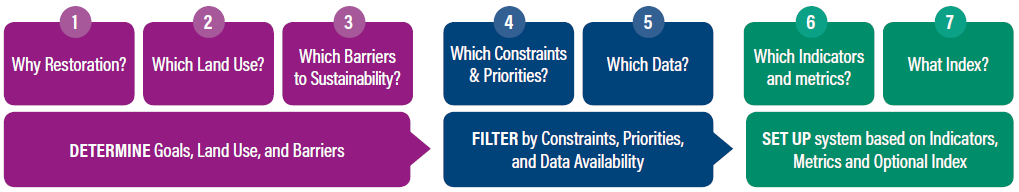 1
Why Restoration?
2
Which Land Use?
3
Which Barriers
to Sustainability?
4
Which Constraints
& Priorities?
5
Which Data?
6
Which Indicators
and metrics?
7
What Index?
DETERMINE Goals, Land Use, and Barriers
FILTER by Constraints, Priorities,
and Data Availability
SET UP system based on Indicators,
Metrics and Optional Index